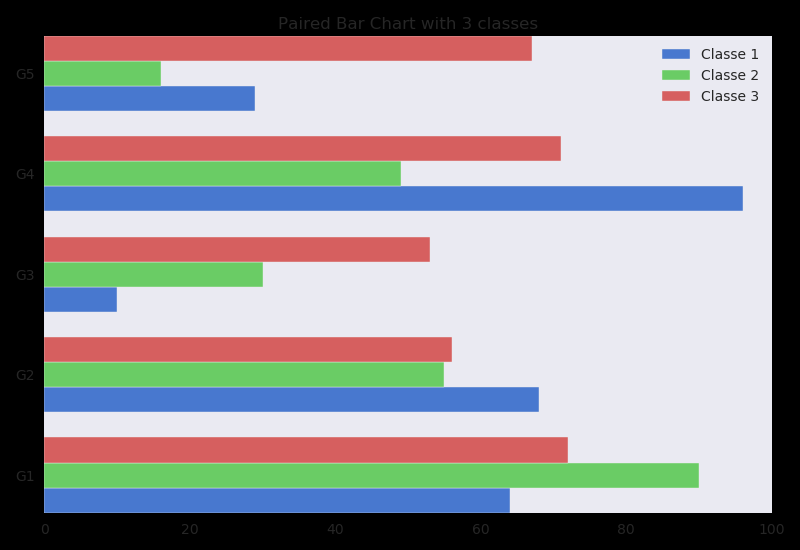 Paired Bar Chart with 3 classes
Classe 1
Classe 2
Classe 3
G5
G4
G3
G2
G1
0 20 40 60 80 100